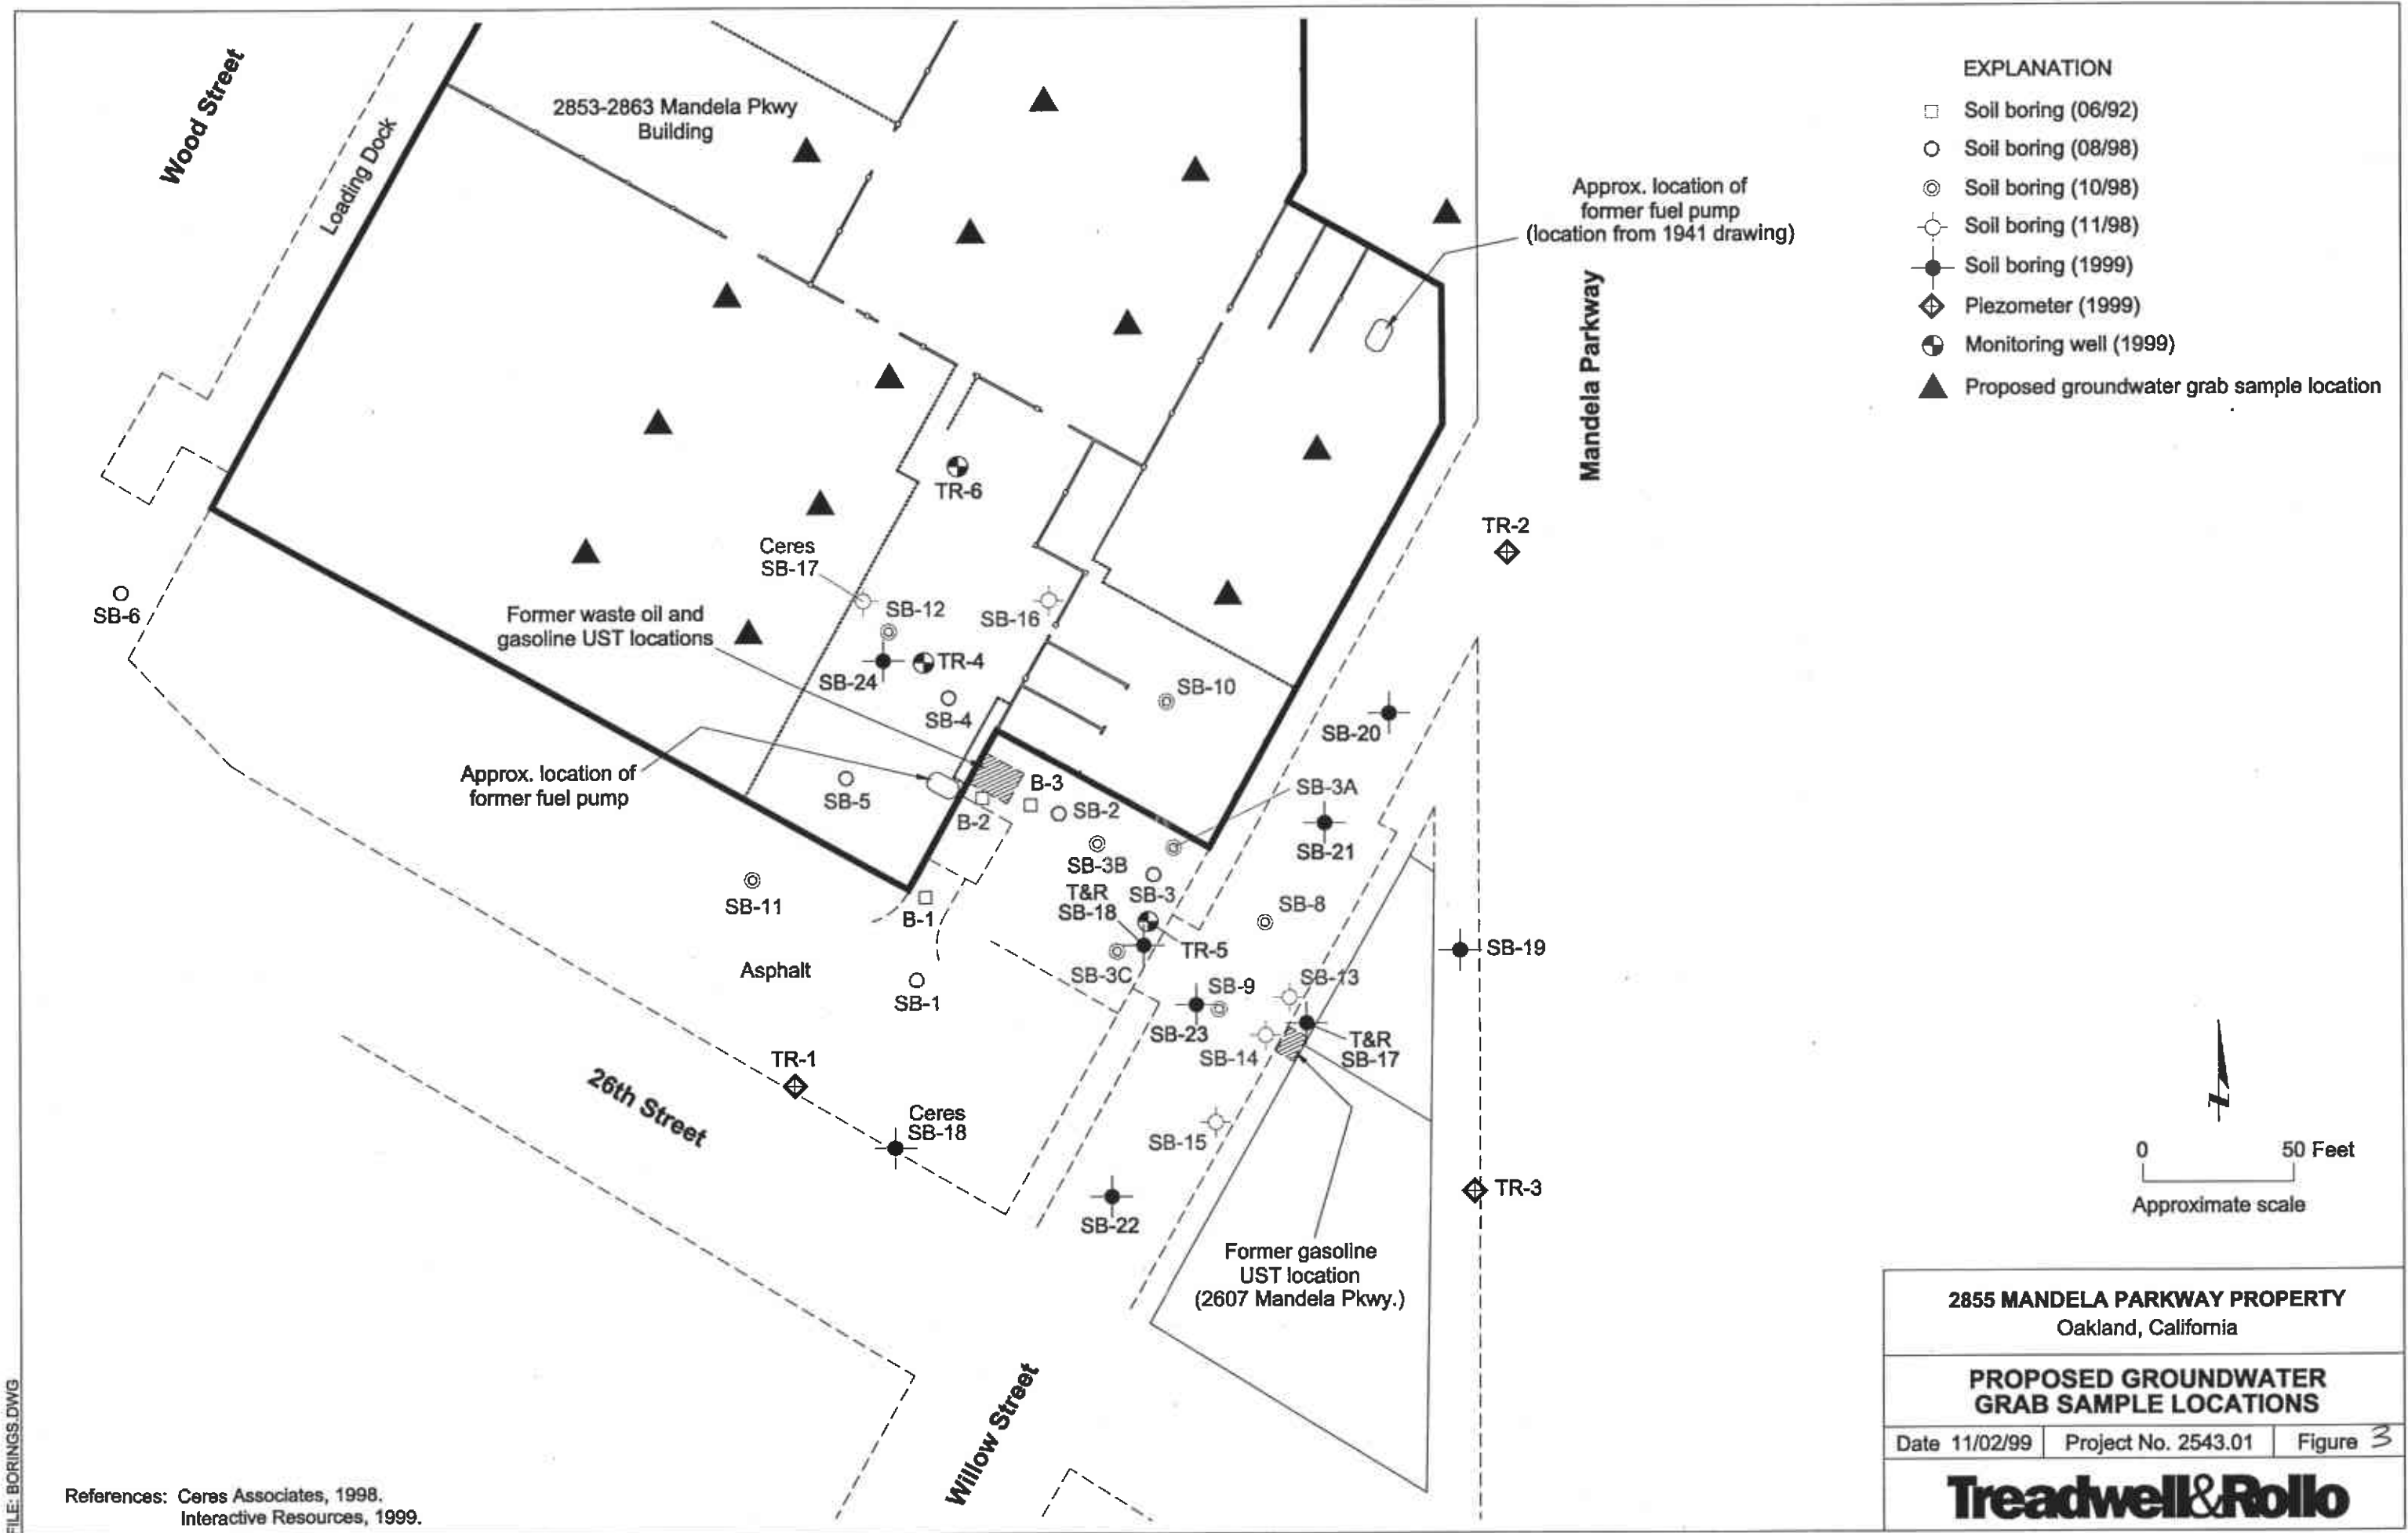 Wood Street
Loading Dock
2853-2863 Mandela Pkwy
Building
Approx. location of
former fuel pump
(location from 1941 drawing)
Mandela Parkway
EXPLANATION
Soil boring (06/92)
Soil boring (08/98)
Soil boring (10/98)
Soil boring (11/98)
Soil boring (1999)
Piezometer (1999)
Monitoring well (1999)
Proposed groundwater grab sample location
TR-6
TR-2
Ceres
SB-17
SB-6
SB-12
SB-16
Former waste oil and
gasoline UST locations
TR-4
SB-24
SB-10
SB-4
SB-20
Approx. location of
former fuel pump
SB-5
B-3
B-2
SB-2
SB-3A
SB-21
SB-3B
SB-3
T&R
SB-18
SB-11
B-1
SB-8
TR-5
SB-19
Asphalt
SB-3C
SB-1
SB-9
SB-13
SB-23
SB-14
T&R
SB-17
TR-1
26th Street
Ceres
SB-18
SB-15
SB-22
TR-3
Former gasoline
UST location
(2607 Mandela Pkwy.)
Willow Street
z
0 50 Feet
Approximate scale
2855 MANDELA PARKWAY PROPERTY
Oakland, California
PROPOSED GROUNDWATER
GRAB SAMPLE LOCATIONS
Date 11/02/99 Project No. 2543.01 Figure 3
Treadwell&Rollo
References: Ceres Associates, 1998.
Interactive Resources, 1999.
FILE: BORINGS.DWG